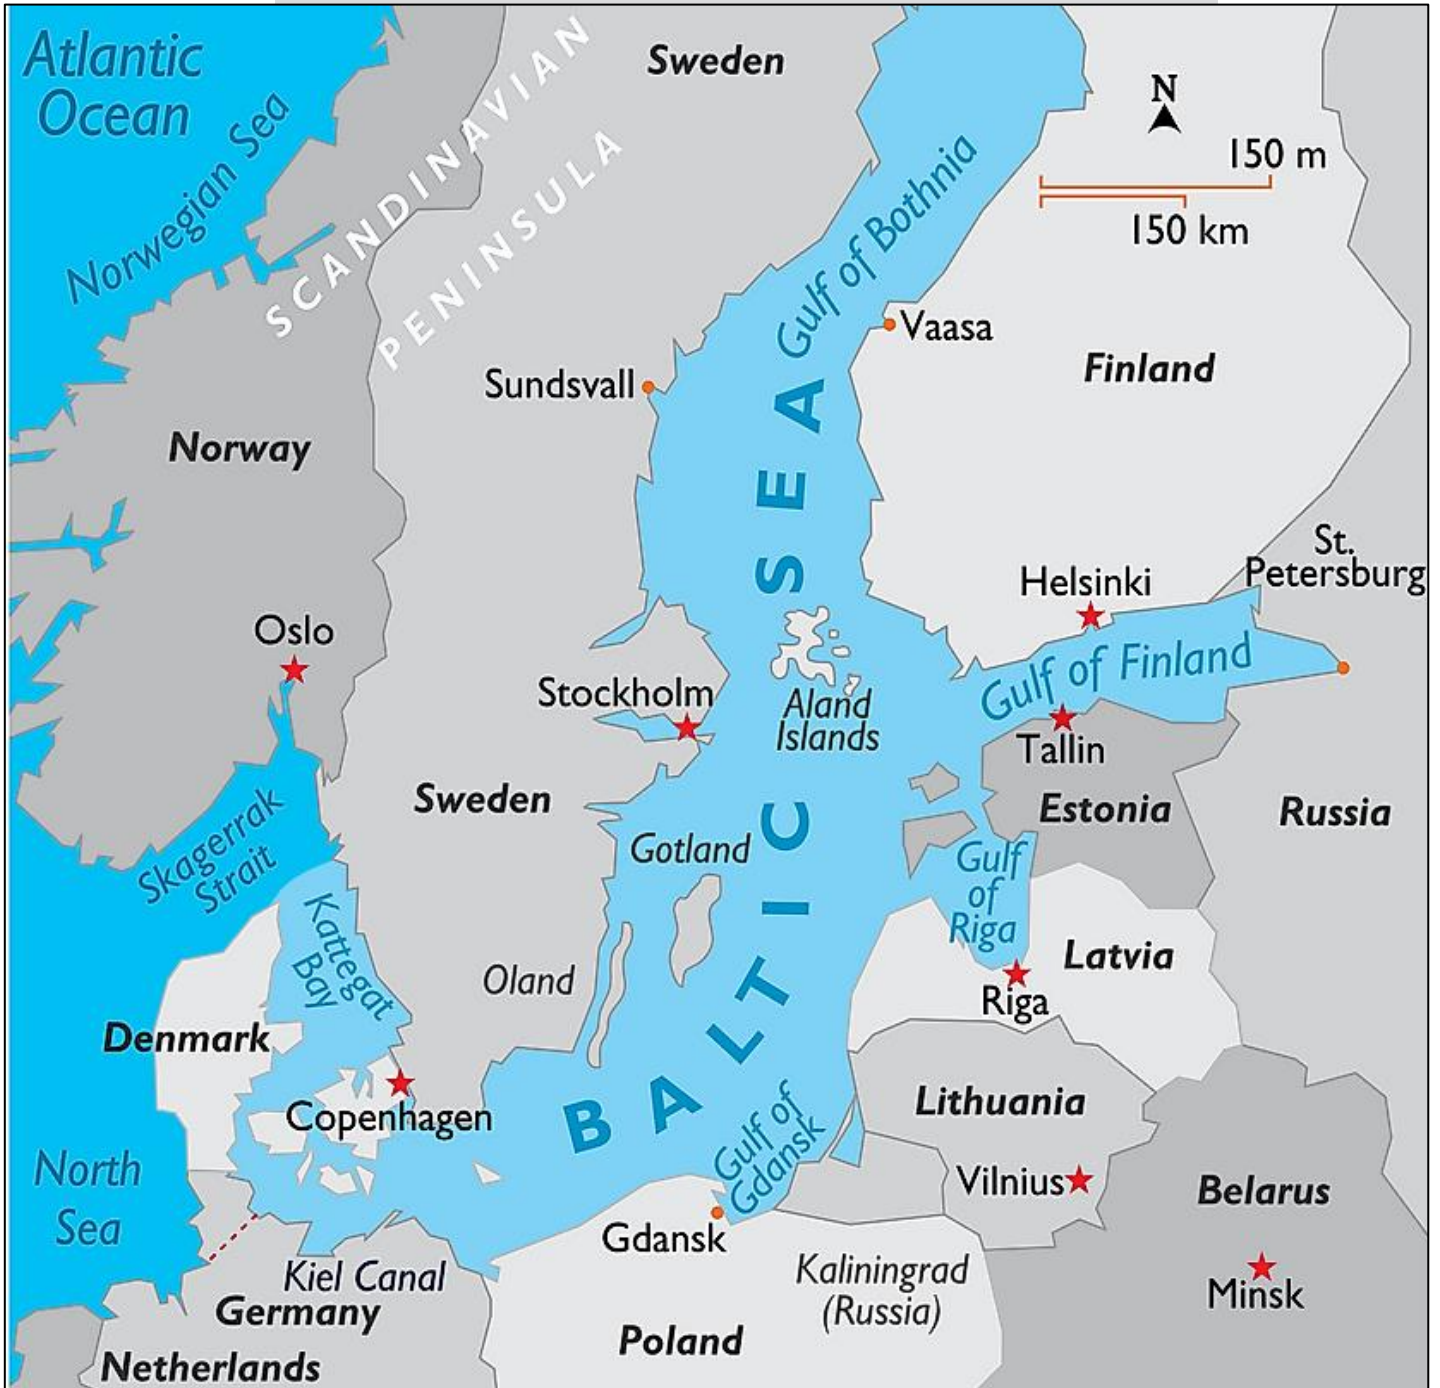 Atlantic
Ocean
Norwegian Sea
SCANDINAVIAN
PENINSULA
Sweden
N
150 m
150 km
Gulf of Bothnia
Vaasa
Sundsvall
Finland
Norway
BALTIC SEA
St.
Petersburg
Helsinki
Oslo
Gulf of Finland
Stockholm
Aland
Islands
Tallin
Sweden
Estonia
Russia
Skagerrak
Strait
Gotland
Gulf
of
Riga
Kattegat
Bay
Oland
Latvia
Riga
Denmark
Copenhagen
Lithuania
Gulf of
Gdansk
North
Sea
Vilnius
Belarus
Gdansk
Kiel Canal
Kaliningrad
(Russia)
Minsk
Germany
Poland
Netherlands